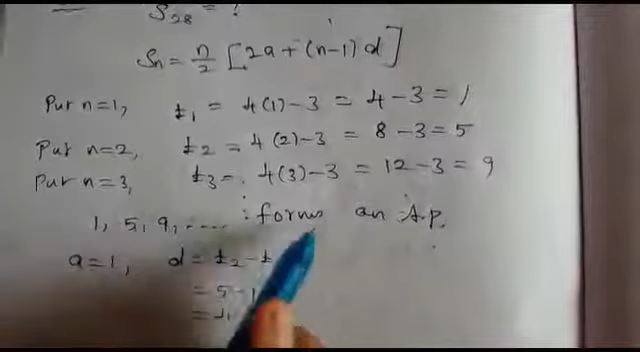 S28 = ?
Sn = n/2 [2a + (n-1) d]
Put n=1, t1 = 4(1)-3 = 4-3 = 1
Put n=2, t2 = 4(2)-3 = 8-3 = 5
Put n=3, t3 = 4(3)-3 = 12-3 = 9
1, 5, 9, ..... forms an A.P.
a=1, d = t2 - t
= 5-1
= 4